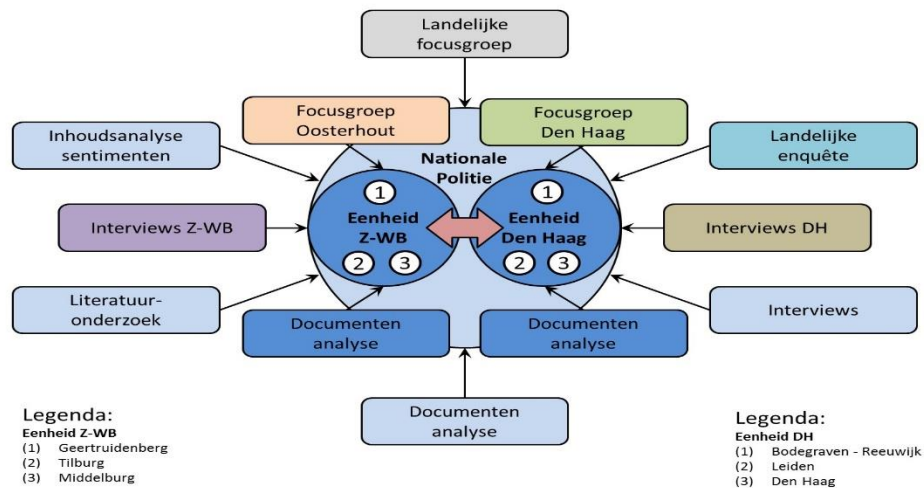 Landelijke
focusgroep
Focusgroep
Oosterhout
Focusgroep
Den Haag
Inhoudsanalyse
sentimenten
Nationale
Politie
Landelijke
enquête
Interviews Z-WB
1
Eenheid
Z-WB
2 3
1
Eenheid
Den Haag
2 3
Interviews DH
Literatuur-
onderzoek
Documenten
analyse
Documenten
analyse
Interviews
Documenten
analyse
Legenda:
Eenheid Z-WB
(1) Geertruidenberg
(2) Tilburg
(3) Middelburg
Legenda:
Eenheid DH
(1) Bodegraven - Reeuwijk
(2) Leiden
(3) Den Haag